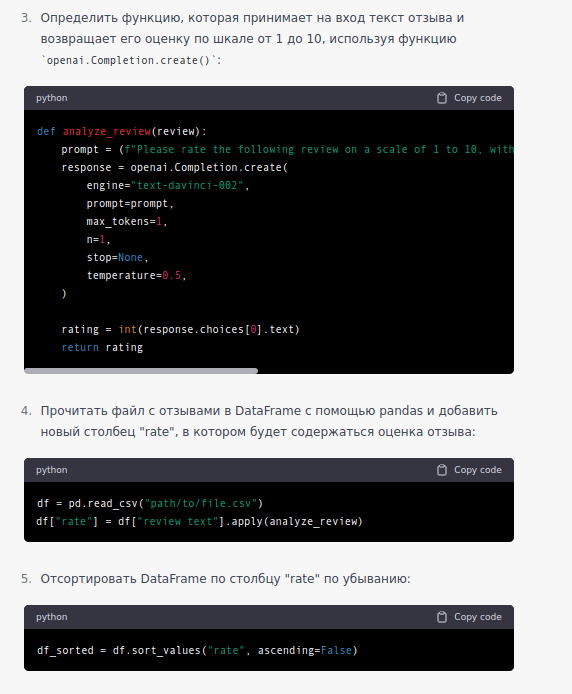 3. Определить функцию, которая принимает на вход текст отзыва и
возвращает его оценку по шкале от 1 до 10, используя функцию
`openai.Completion.create()`:
python
Copy code
def analyze_review(review):
    prompt = (f"Please rate the following review on a scale of 1 to 10, with
    response = openai.Completion.create(
        engine="text-davinci-002",
        prompt=prompt,
        max_tokens=1,
        n=1,
        stop=None,
        temperature=0.5,
    )
    rating = int(response.choices[0].text)
    return rating
4. Прочитать файл с отзывами в DataFrame с помощью pandas и добавить
новый столбец "rate", в котором будет содержаться оценка отзыва:
python
Copy code
df = pd.read_csv("path/to/file.csv")
df["rate"] = df["review text"].apply(analyze_review)
5. Отсортировать DataFrame по столбцу "rate" по убыванию:
python
Copy code
df_sorted = df.sort_values("rate", ascending=False)